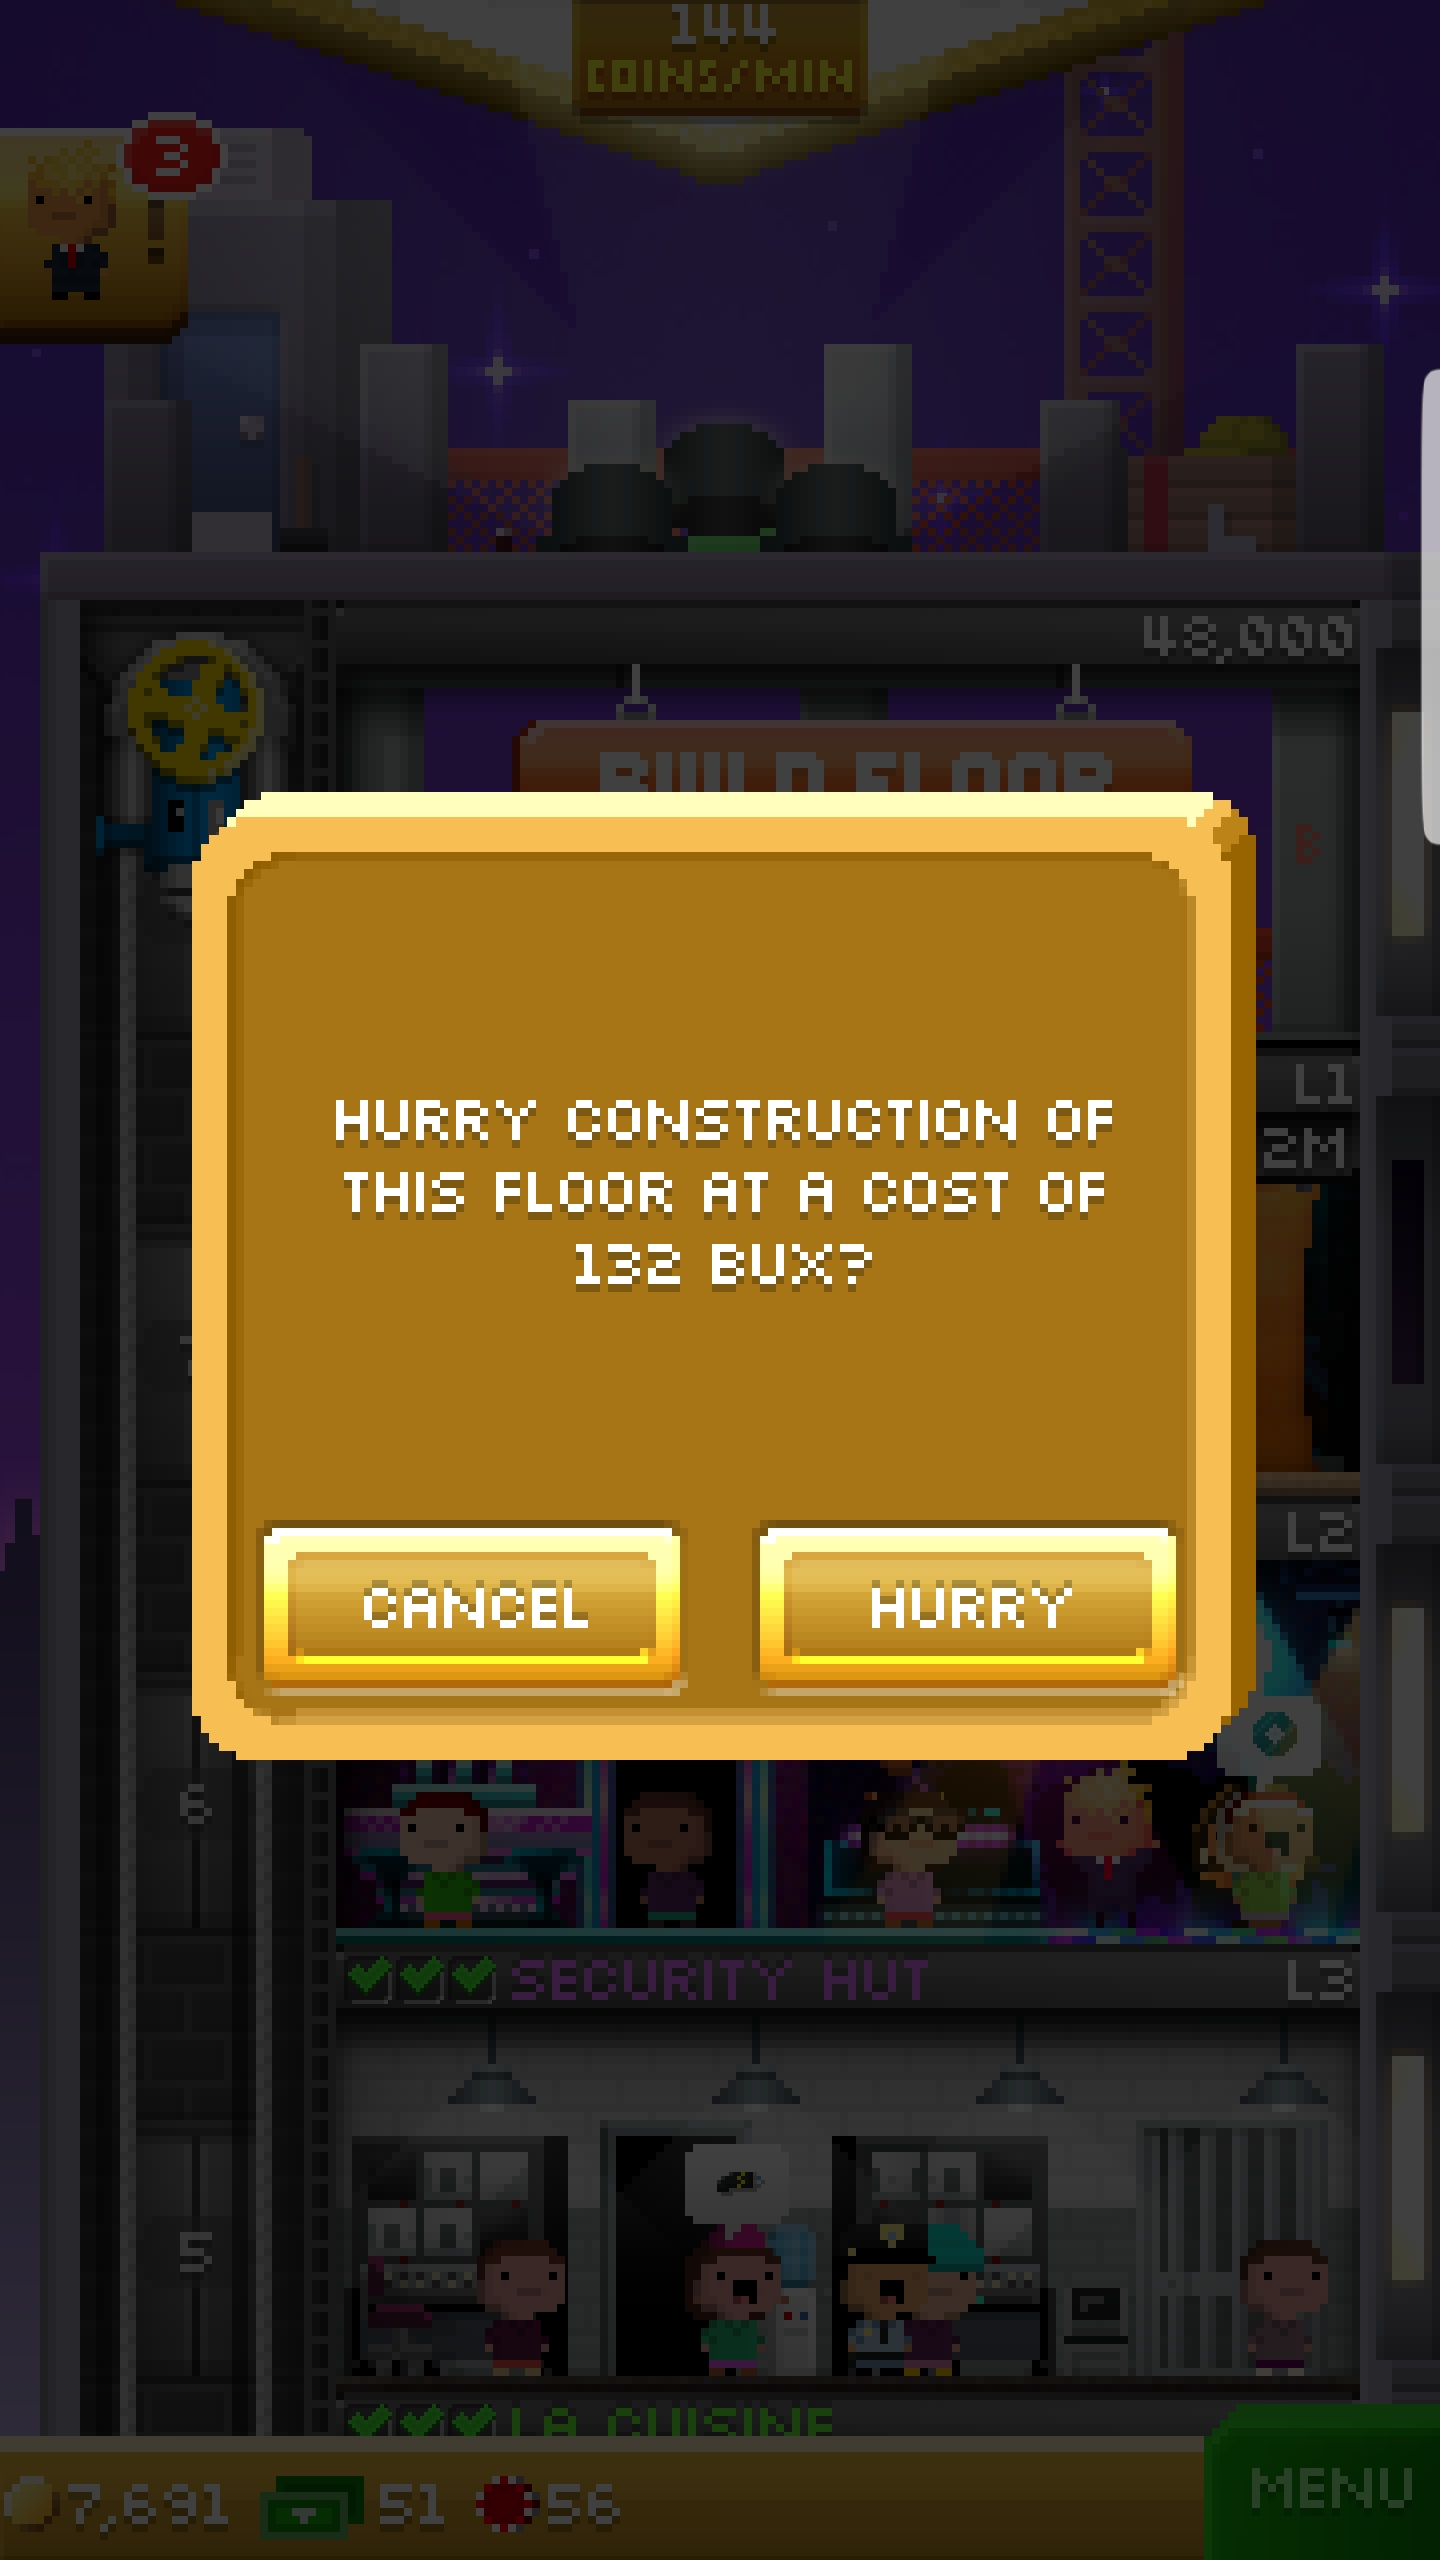 144
COINS/MIN
3 !
48,000
BUILD FLOOR
B
L1
2M
HURRY CONSTRUCTION OF
THIS FLOOR AT A COST OF
132 BUX?
L2
CANCEL HURRY
6
SECURITY HUT L3
5
LA CUISINE
7,691 51 56 MENU